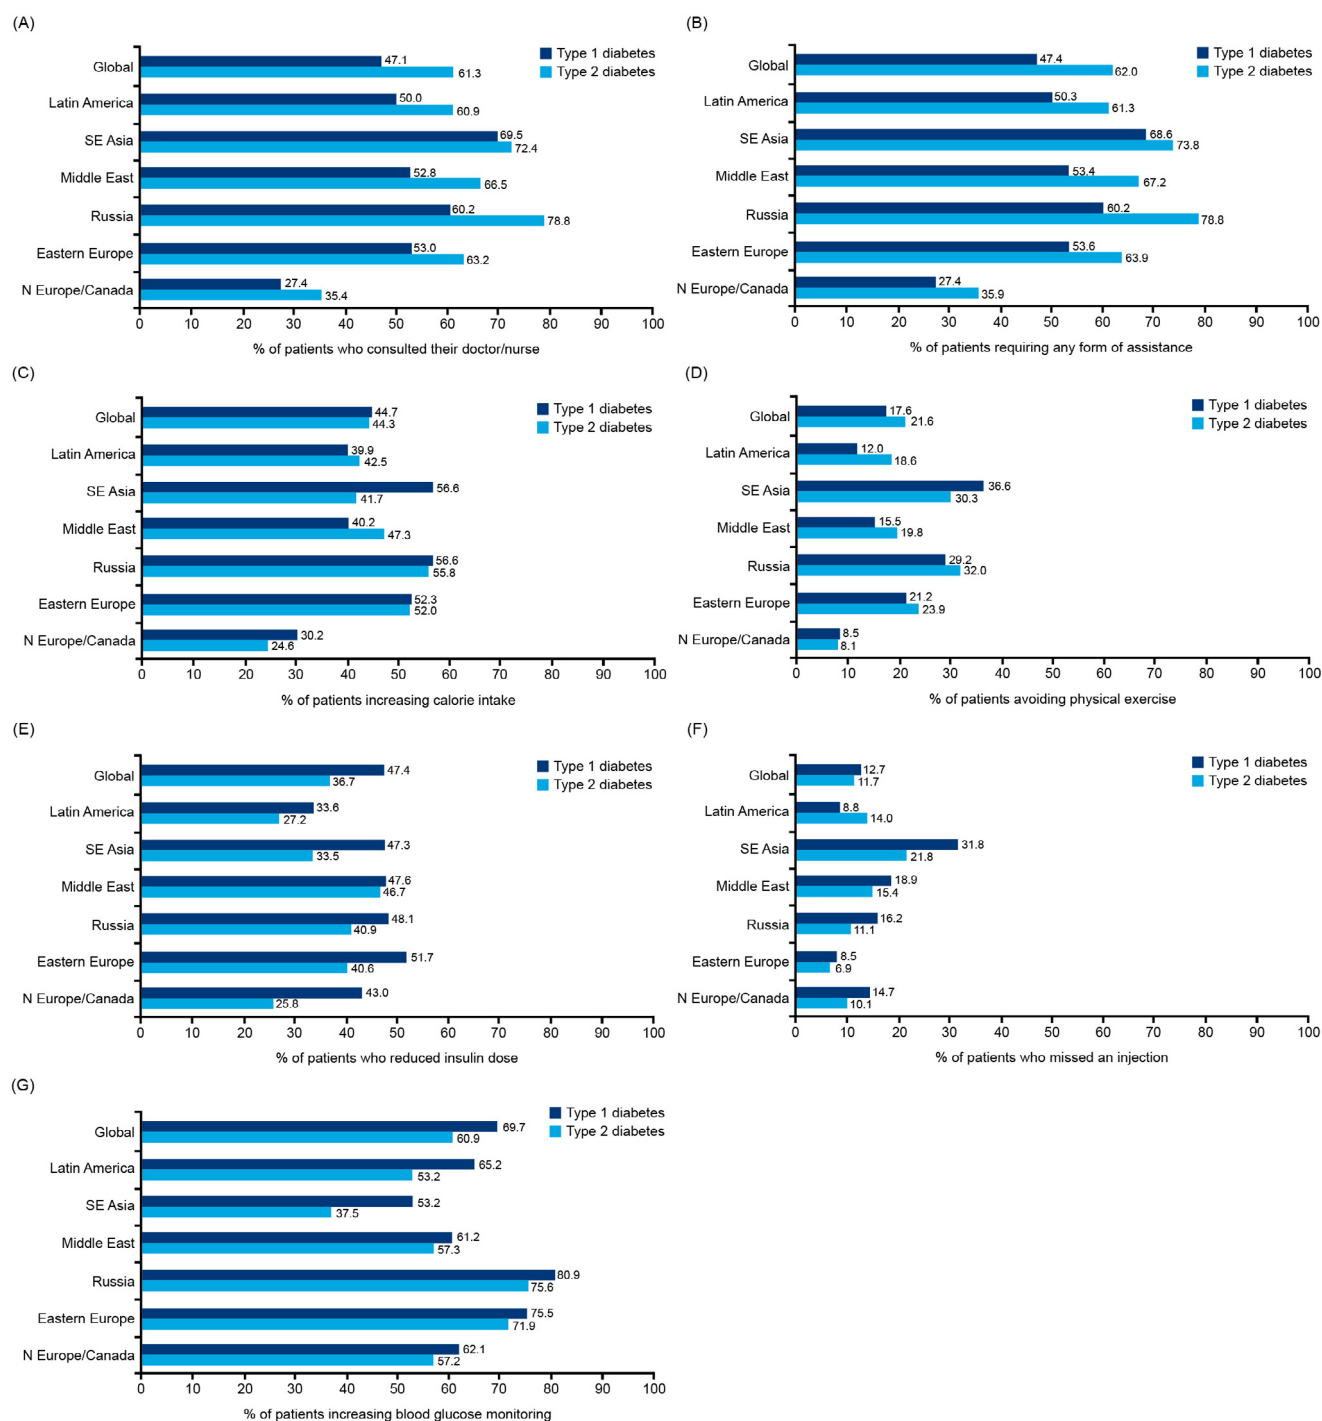 (A)
Type 1 diabetes
Type 2 diabetes
Global
47.1
61.3
Latin America
50.0
60.9
SE Asia
69.5
72.4
Middle East
52.8
66.5
Russia
60.2
78.8
Eastern Europe
53.0
63.2
N Europe/Canada
27.4
35.4
0 10 20 30 40 50 60 70 80 90 100
% of patients who consulted their doctor/nurse
(B)
Type 1 diabetes
Type 2 diabetes
Global
47.4
62.0
Latin America
50.3
61.3
SE Asia
68.6
73.8
Middle East
53.4
67.2
Russia
60.2
78.8
Eastern Europe
53.6
63.9
N Europe/Canada
27.4
35.9
0 10 20 30 40 50 60 70 80 90 100
% of patients requiring any form of assistance
(C)
Type 1 diabetes
Type 2 diabetes
Global
44.7
44.3
Latin America
39.9
42.5
SE Asia
56.6
41.7
Middle East
40.2
47.3
Russia
56.6
55.8
Eastern Europe
52.3
52.0
N Europe/Canada
30.2
24.6
0 10 20 30 40 50 60 70 80 90 100
% of patients increasing calorie intake
(D)
Type 1 diabetes
Type 2 diabetes
Global
17.6
21.6
Latin America
12.0
18.6
SE Asia
36.6
30.3
Middle East
15.5
19.8
Russia
29.2
32.0
Eastern Europe
21.2
23.9
N Europe/Canada
8.5
8.1
0 10 20 30 40 50 60 70 80 90 100
% of patients avoiding physical exercise
(E)
Type 1 diabetes
Type 2 diabetes
Global
47.4
36.7
Latin America
33.6
27.2
SE Asia
47.3
33.5
Middle East
47.6
46.7
Russia
48.1
40.9
Eastern Europe
51.7
40.6
N Europe/Canada
43.0
25.8
0 10 20 30 40 50 60 70 80 90 100
% of patients who reduced insulin dose
(F)
Type 1 diabetes
Type 2 diabetes
Global
12.7
11.7
Latin America
8.8
14.0
SE Asia
31.8
21.8
Middle East
18.9
15.4
Russia
16.2
11.1
Eastern Europe
8.5
6.9
N Europe/Canada
14.7
10.1
0 10 20 30 40 50 60 70 80 90 100
% of patients who missed an injection
(G)
Type 1 diabetes
Type 2 diabetes
Global
69.7
60.9
Latin America
65.2
53.2
SE Asia
53.2
37.5
Middle East
61.2
57.3
Russia
80.9
75.6
Eastern Europe
75.5
71.9
N Europe/Canada
62.1
57.2
0 10 20 30 40 50 60 70 80 90 100
% of patients increasing blood glucose monitoring